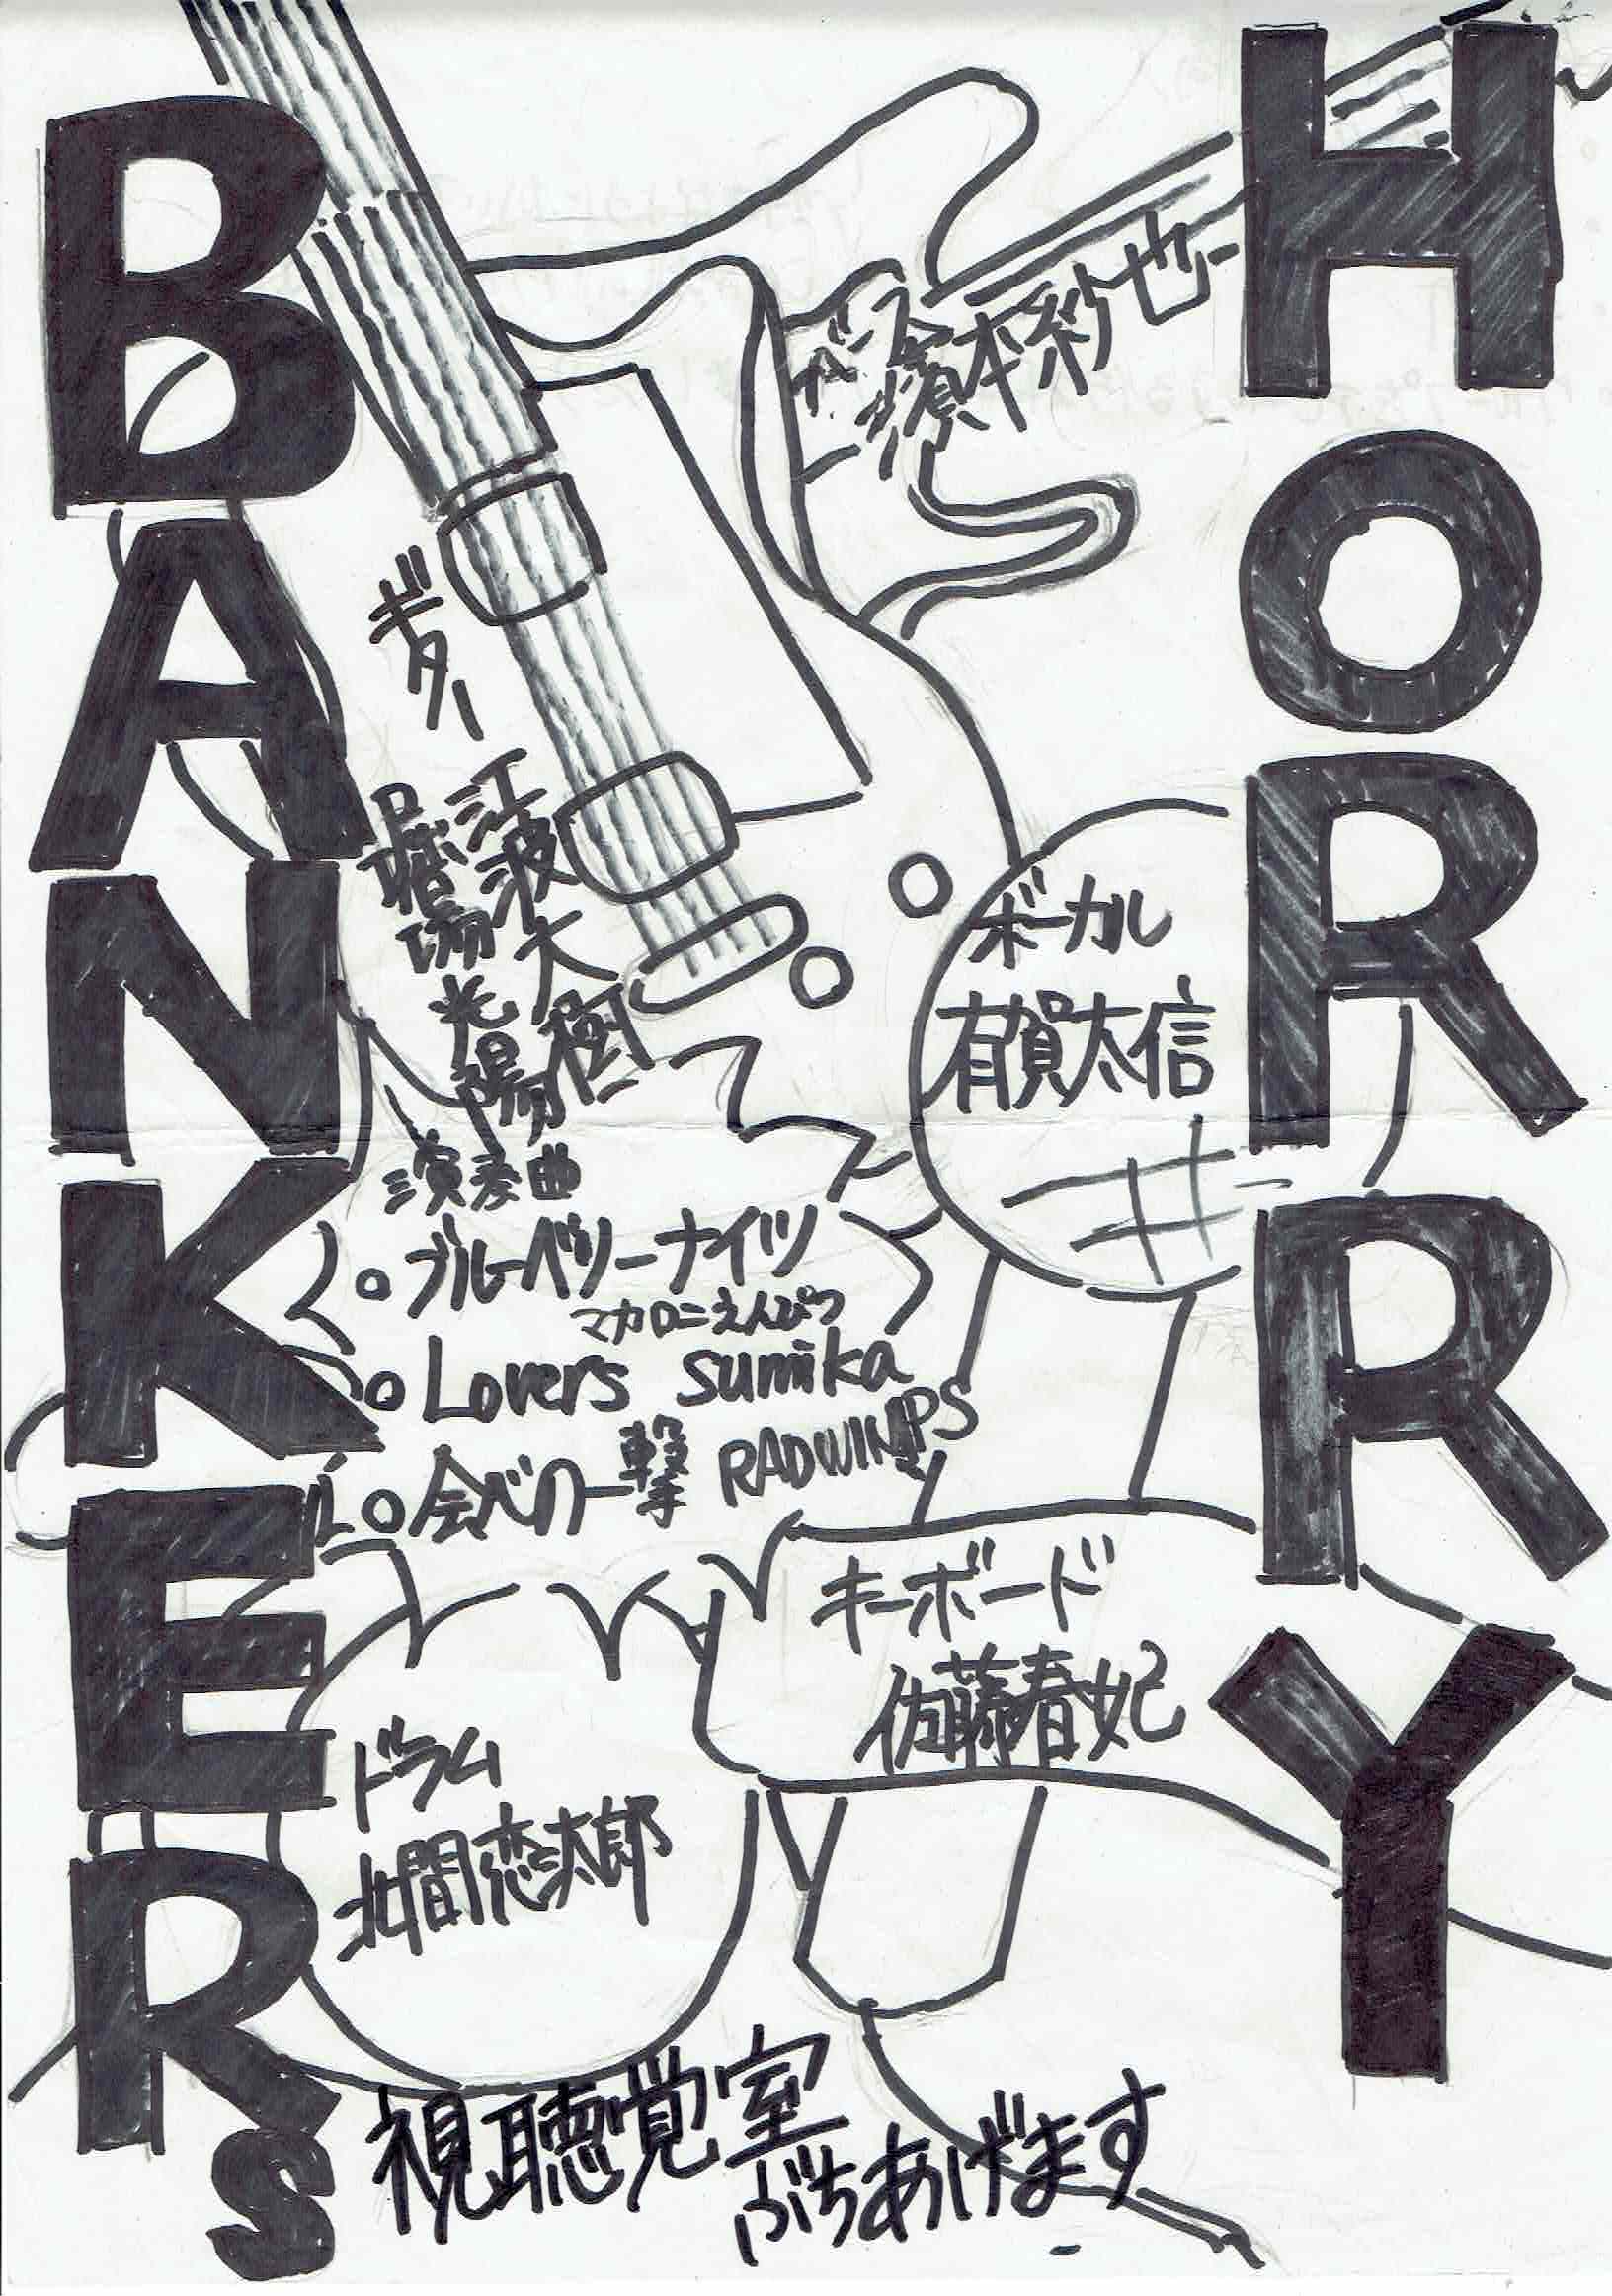 HORRY
BANKERs
ベース
須本紗也
ギター
江波大樹
堀場光陽
ボーカル
有賀太信
演奏曲
ブルーベリーナイツ
マカロニえんぴつ
Lovers sumika
会心の一撃 RADWIMPS
キーボード
佐藤春妃
ドラム
北間恋太郎
視聴覚室
ぶちあげます